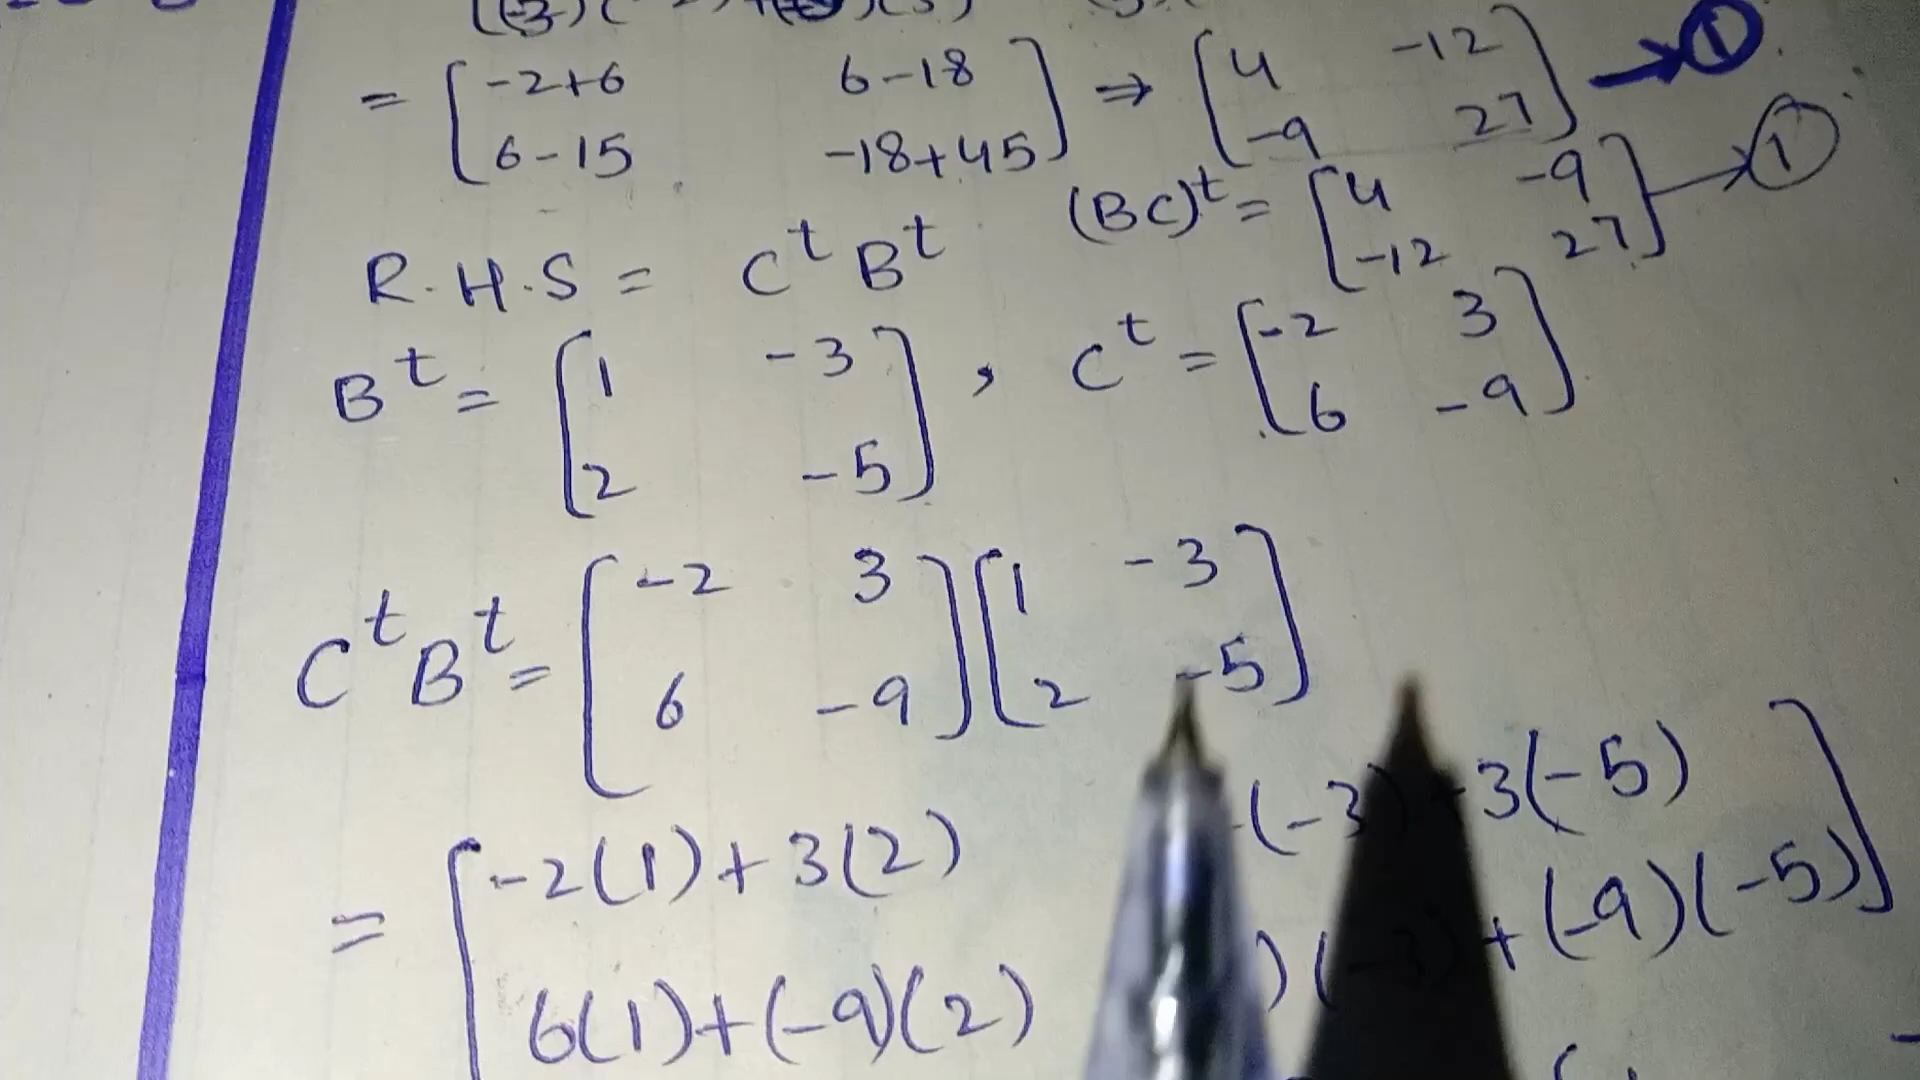 = [ -2+6 6-18 ] ⇒ [ 4 -12 ] → ①
[ 6-15 -18+45 ] [ -9 27 ]
(BC)^t = [ 4 -9 ] → ①
[ -12 27 ]
R.H.S = C^t B^t
B^t = [ 1 -3 ] , C^t = [ -2 3 ]
[ 2 -5 ] [ 6 -9 ]
C^t B^t = [ -2 3 ] [ 1 -3 ]
[ 6 -9 ] [ 2 -5 ]
= [ -2(1)+3(2) (-3) 3(-5) ]
6(1)+(-9)(2) )( + (-9)(-5) ]